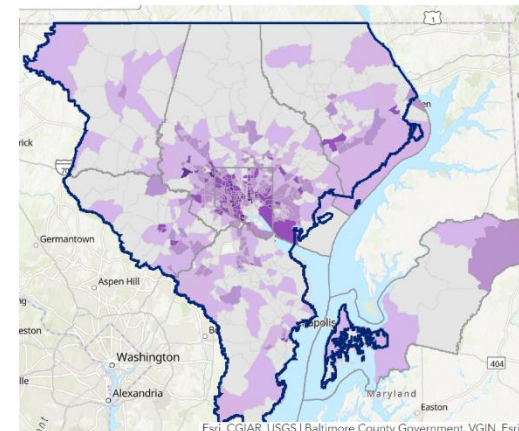 1
en
rick
70
Germantown
Aspen Hill
eston
Washington
Alexandria
B
apolis
404
Maryland
Easton
Esri, CGIAR, USGS | Baltimore County Government, VGIN, Esri